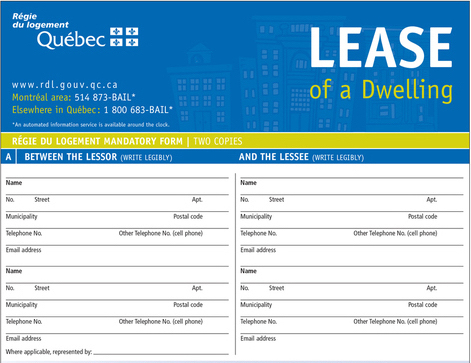 Régie
du logement
Québec
LEASE
of a Dwelling
www.rdl.gouv.qc.ca
Montréal area: 514 873-BAIL*
Elsewhere in Québec: 1 800 683-BAIL*
*An automated information service is available around the clock.
RÉGIE DU LOGEMENT MANDATORY FORM | TWO COPIES
A BETWEEN THE LESSOR (WRITE LEGIBLY) AND THE LESSEE (WRITE LEGIBLY)
Name Name
No. Street Apt. No. Street Apt.
Municipality Postal code Municipality Postal code
Telephone No. Other Telephone No. (cell phone) Telephone No. Other Telephone No. (cell phone)
Email address Email address
Name Name
No. Street Apt. No. Street Apt.
Municipality Postal code Municipality Postal code
Telephone No. Other Telephone No. (cell phone) Telephone No. Other Telephone No. (cell phone)
Email address Email address
Where applicable, represented by: